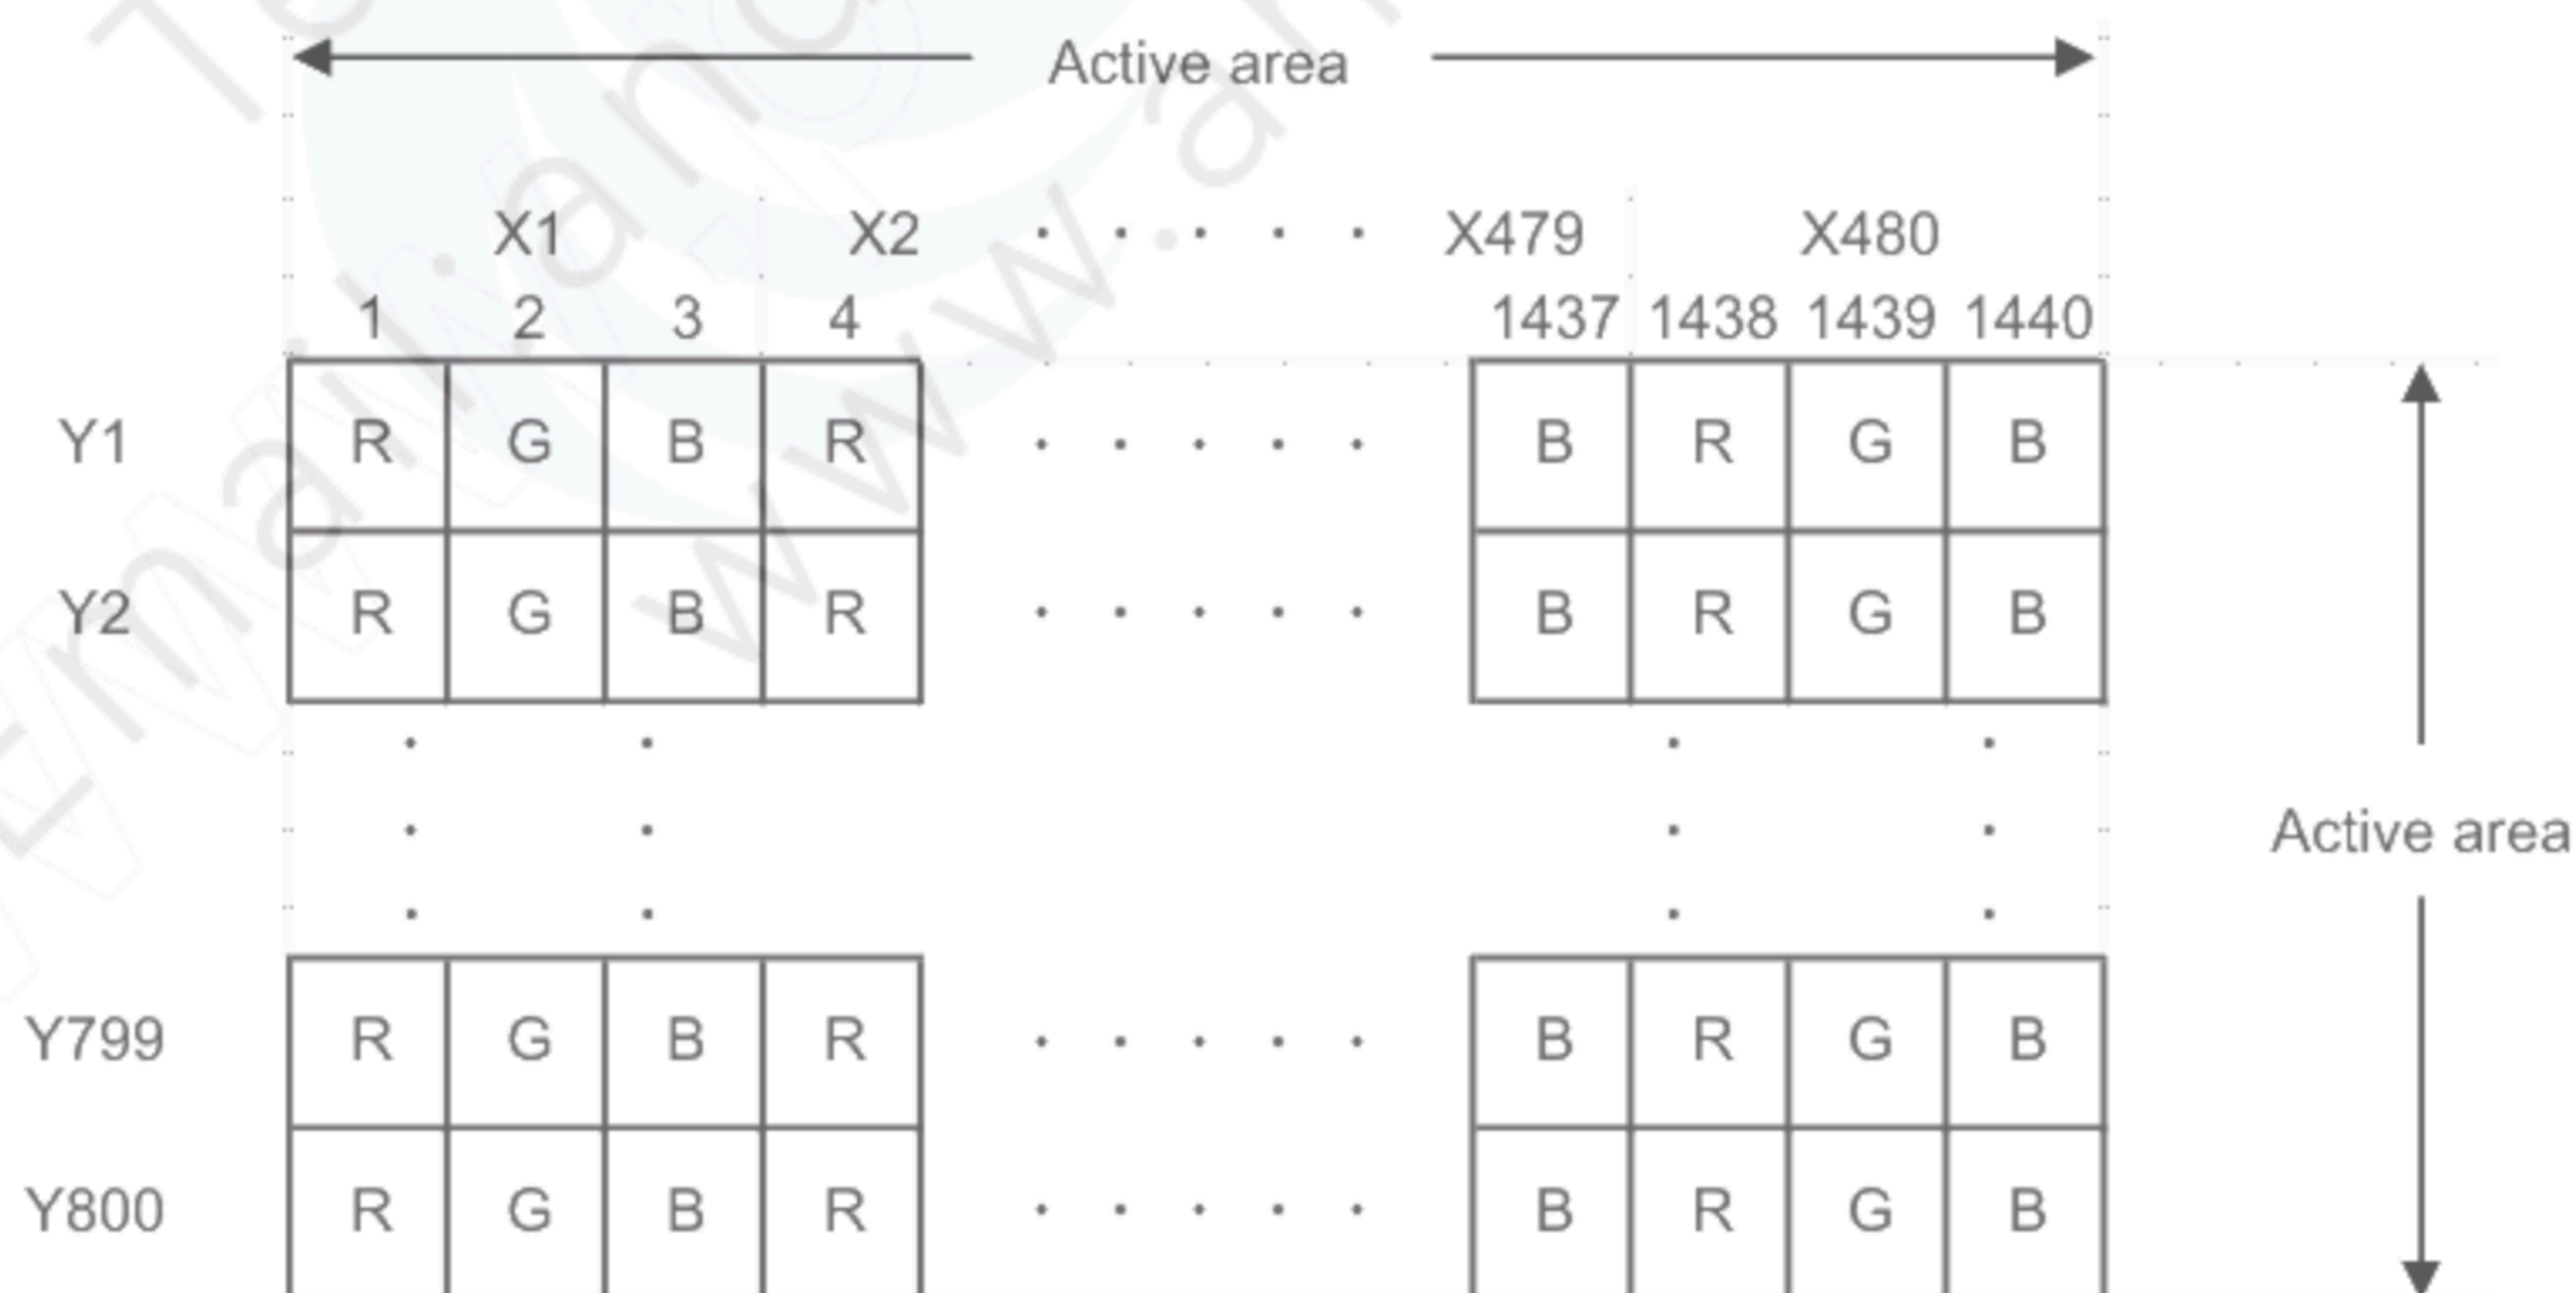 Active area
X1 X2 . . . . . X479 X480
1 2 3 4 1437 1438 1439 1440
Y1 R G B R . . . . . B R G B
Y2 R G B R . . . . . B R G B
Active area
Y799 R G B R . . . . . B R G B
Y800 R G B R . . . . . B R G B